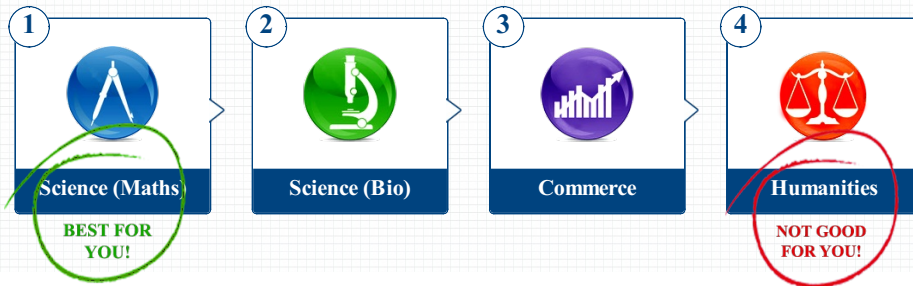 1
2
3
4
Science (Maths)
Science (Bio)
Commerce
Humanities
BEST FOR
YOU!
NOT GOOD
FOR YOU!